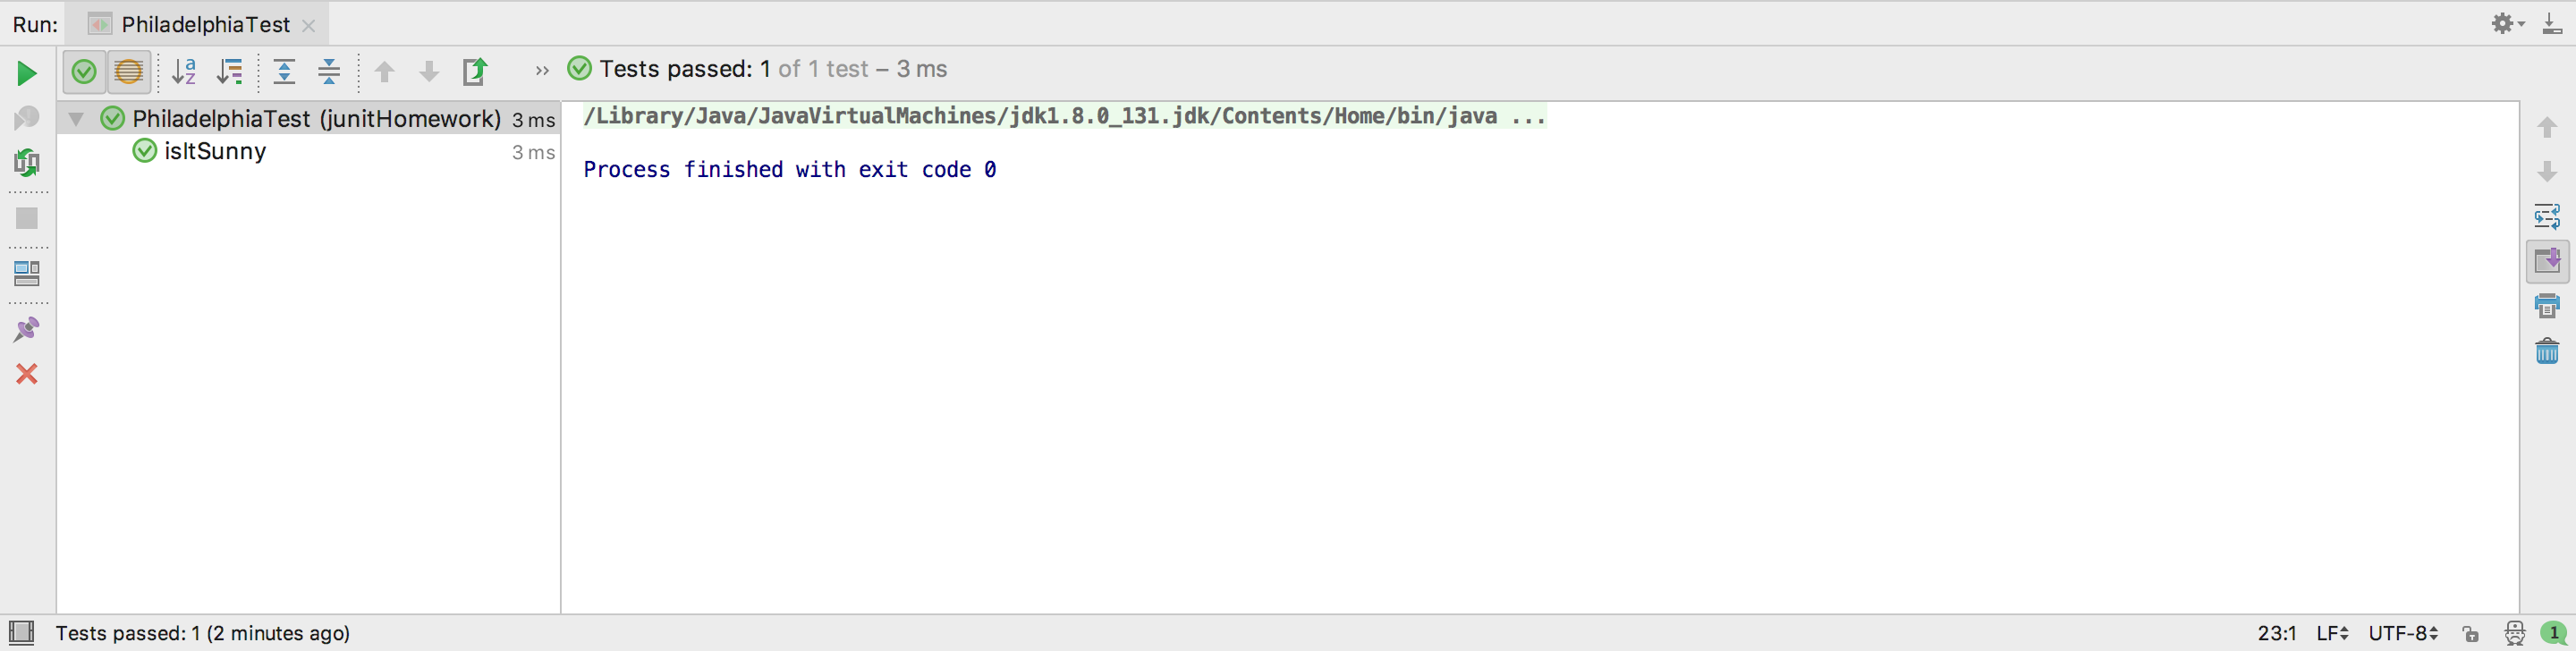 Run: PhiladelphiaTest
Tests passed: 1 of 1 test – 3 ms
PhiladelphiaTest (junitHomework) 3 ms
isItSunny 3 ms
/Library/Java/JavaVirtualMachines/jdk1.8.0_131.jdk/Contents/Home/bin/java ...
Process finished with exit code 0
Tests passed: 1 (2 minutes ago) 23:1 LF UTF-8 1